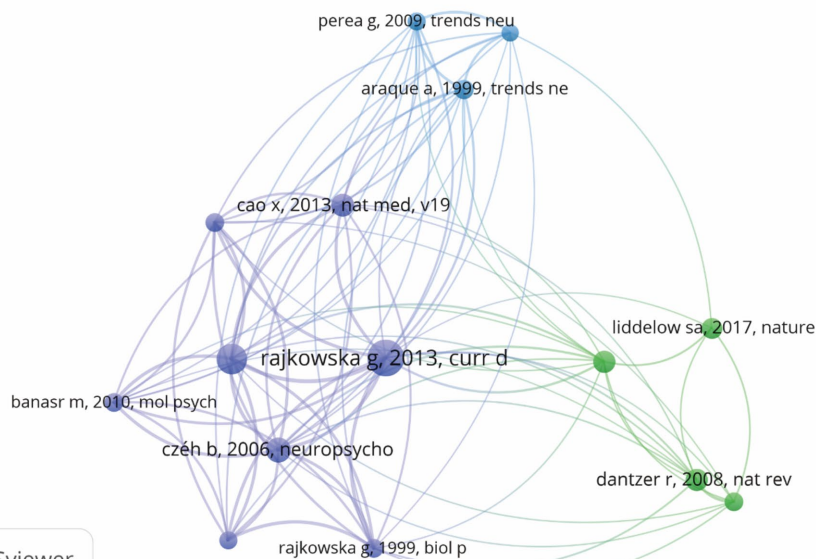 perea g, 2009, trends neu
araque a, 1999, trends ne
cao x, 2013, nat med, v19
liddelow sa, 2017, nature
rajkowska g, 2013, curr d
banasr m, 2010, mol psych
czéh b, 2006, neuropsycho
dantzer r, 2008, nat rev
rajkowska g, 1999, biol p